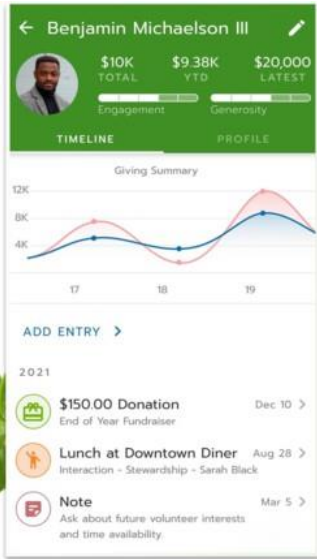 Benjamin Michaelson III
$10K $9.38K $20,000
TOTAL YTD LATEST
Engagement Generosity
TIMELINE PROFILE
Giving Summary
12K
8K
4K
17 18 19
ADD ENTRY
2021
$150.00 Donation Dec 10
End of Year Fundraiser
Lunch at Downtown Diner Aug 28
Interaction - Stewardship - Sarah Black
Note Mar 5
Ask about future volunteer interests
and time availability.